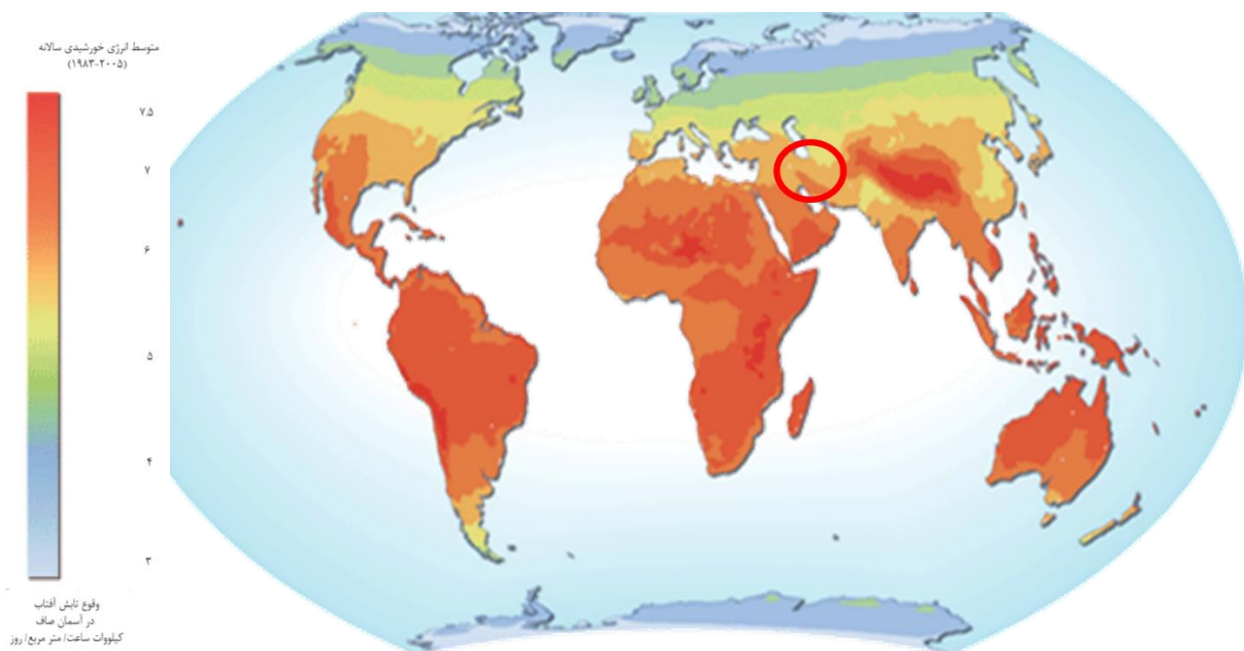 متوسط انرژی خورشیدی سالانه
(۱۹۸۳-۲۰۰۵)
۷.۵
۷
۶
۵
۴
۳
وقوع تابش آفتاب
در آسمان صاف
کیلووات ساعت/ متر مربع/ روز